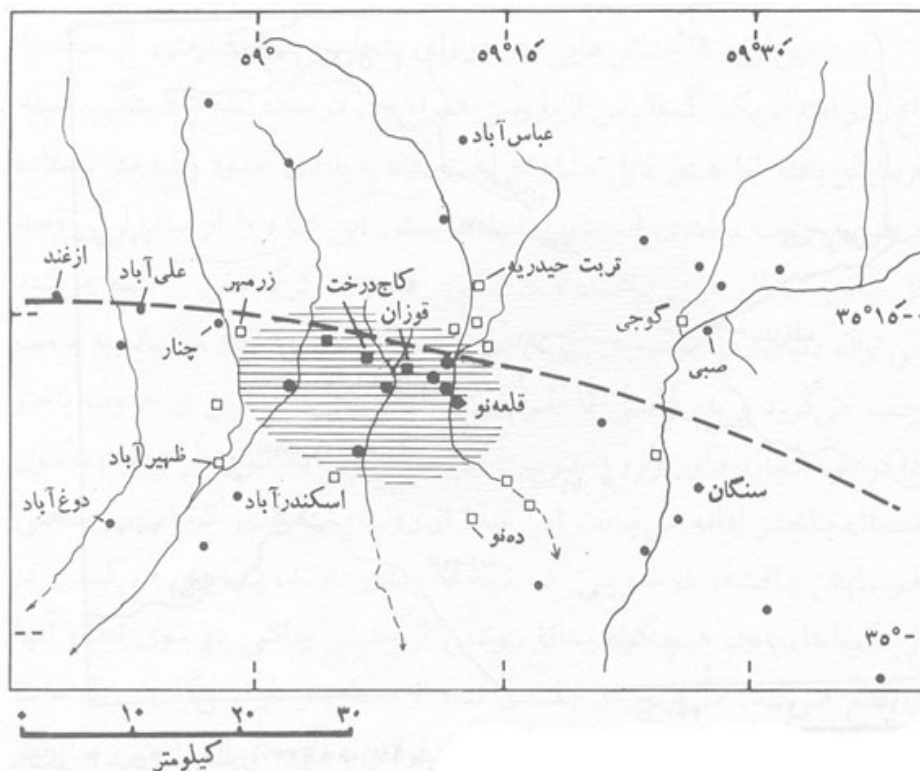 ۵۹°
۵۹° ۱۵´
۵۹° ۳۰´
عباس‌آباد
تربت حیدریه
ازغند
علی‌آباد
زرمهر
کاج‌درخت
قوزان
گوجی
۳۵° ۱۵´
چنار
صبی
قلعه‌نو
ظهیرآباد
سنگان
دوغ‌آباد
اسکندرآباد
ده‌نو
۳۵°
۰ ۱۰ ۲۰ ۳۰
کیلومتر